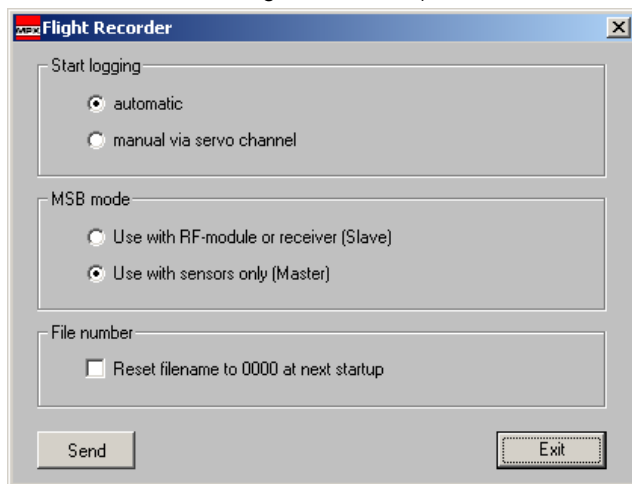 MPX Flight Recorder
Start logging
automatic
manual via servo channel
MSB mode
Use with RF-module or receiver (Slave)
Use with sensors only (Master)
File number
Reset filename to 0000 at next startup
Send
Exit